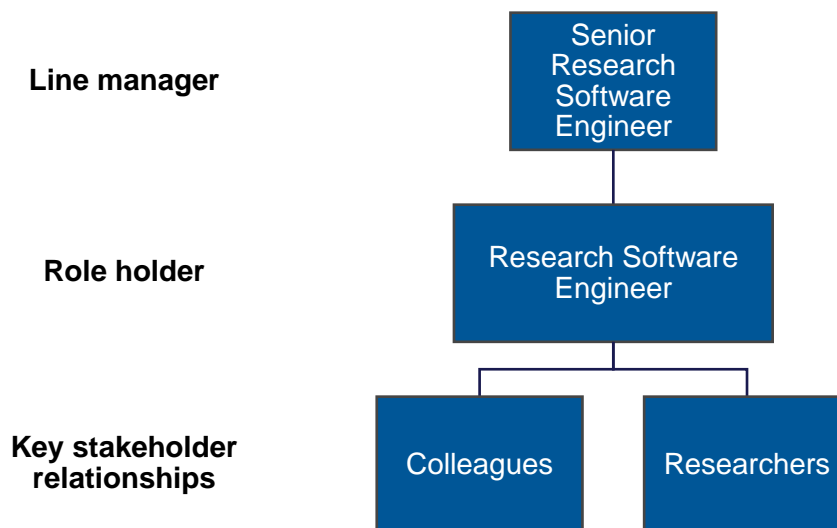 Line manager
Senior
Research
Software
Engineer
Role holder
Research Software
Engineer
Key stakeholder
relationships
Colleagues
Researchers